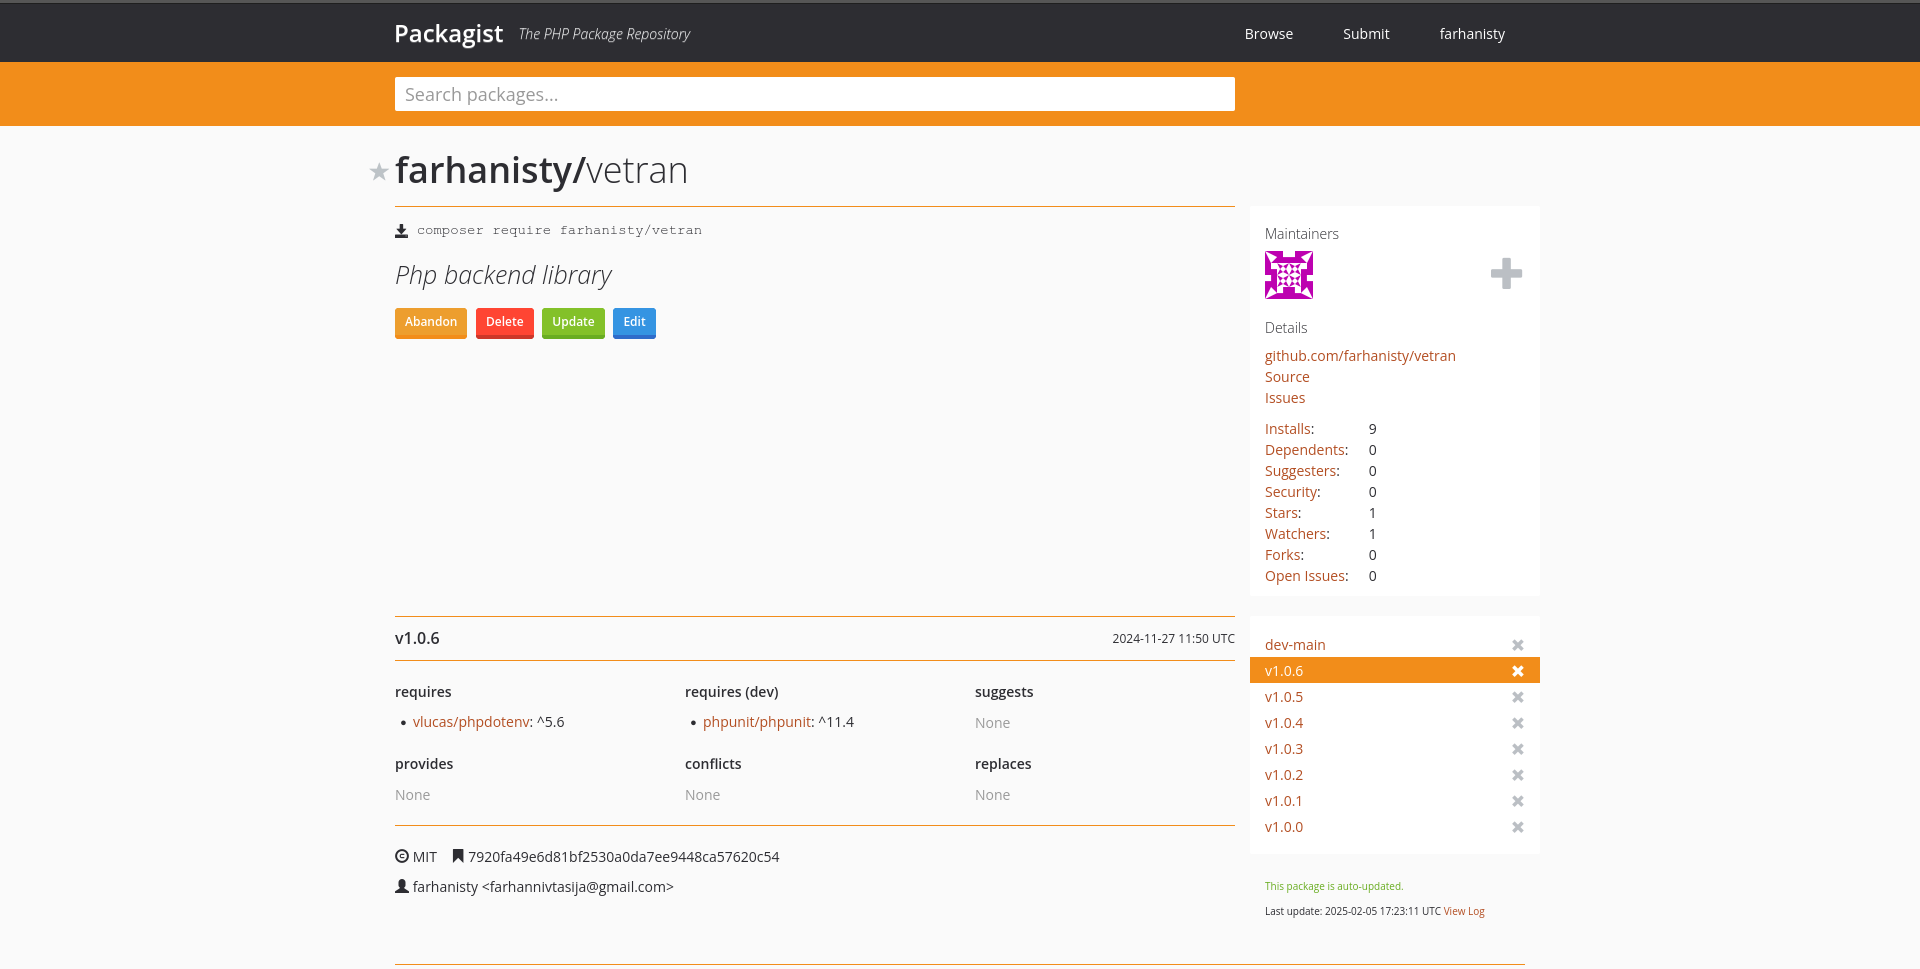 Packagist The PHP Package Repository
Browse Submit farhanisty
Search packages...
farhanisty/vetran
composer require farhanisty/vetran
Php backend library
Abandon Delete Update Edit
Maintainers
Details
github.com/farhanisty/vetran
Source
Issues
Installs: 9
Dependents: 0
Suggesters: 0
Security: 0
Stars: 1
Watchers: 1
Forks: 0
Open Issues: 0
v1.0.6 2024-11-27 11:50 UTC
requires
vlucas/phpdotenv: ^5.6
requires (dev)
phpunit/phpunit: ^11.4
suggests
None
provides
None
conflicts
None
replaces
None
MIT 7920fa49e6d81bf2530a0da7ee9448ca57620c54
farhanisty <farhannivtasija@gmail.com>
dev-main
v1.0.6
v1.0.5
v1.0.4
v1.0.3
v1.0.2
v1.0.1
v1.0.0
This package is auto-updated.
Last update: 2025-02-05 17:23:11 UTC View Log